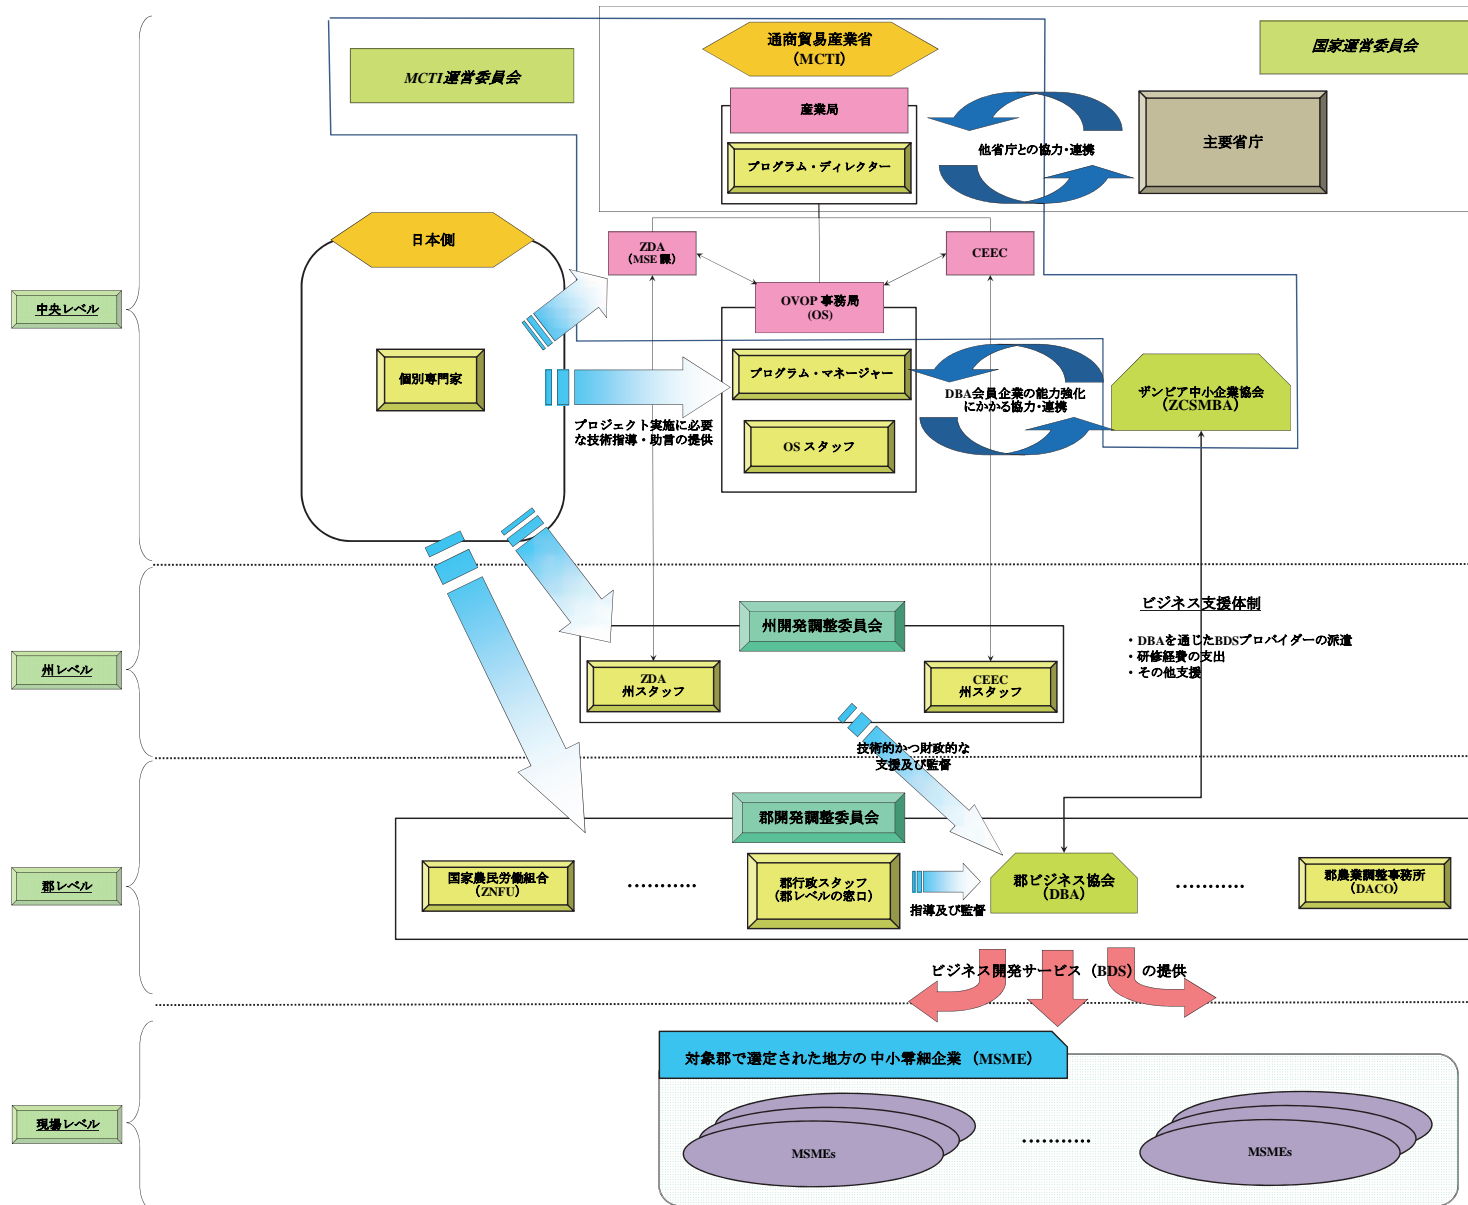 通商貿易産業省
（MCTI）
国家運営委員会
MCTI運営委員会
産業局
主要省庁
他省庁との協力・連携
プログラム・ディレクター
日本側
ZDA
（MSE 課）
CEEC
中央レベル
OVOP 事務局
(OS)
個別専門家
プログラム・マネージャー
DBA会員企業の能力強化
にかかる協力・連携
ザンビア中小企業協会
（ZCSMBA）
プロジェクト実施に必要
な技術指導・助言の提供
OS スタッフ
ビジネス支援体制
・DBAを通じたBDSプロバイダーの派遣
・研修経費の支出
・その他支援
州開発調整委員会
州レベル
ZDA
州スタッフ
CEEC
州スタッフ
技術的かつ財政的な
支援及び監督
郡開発調整委員会
郡レベル
国家農民労働組合
（ZNFU）
…………
郡行政スタッフ
（郡レベルの窓口）
指導及び監督
郡ビジネス協会
（DBA）
…………
郡農業調整事務所
（DACO）
ビジネス開発サービス（BDS）の提供
対象郡で選定された地方の 中小零細企業 （MSME）
現場レベル
MSMEs
…………
MSMEs